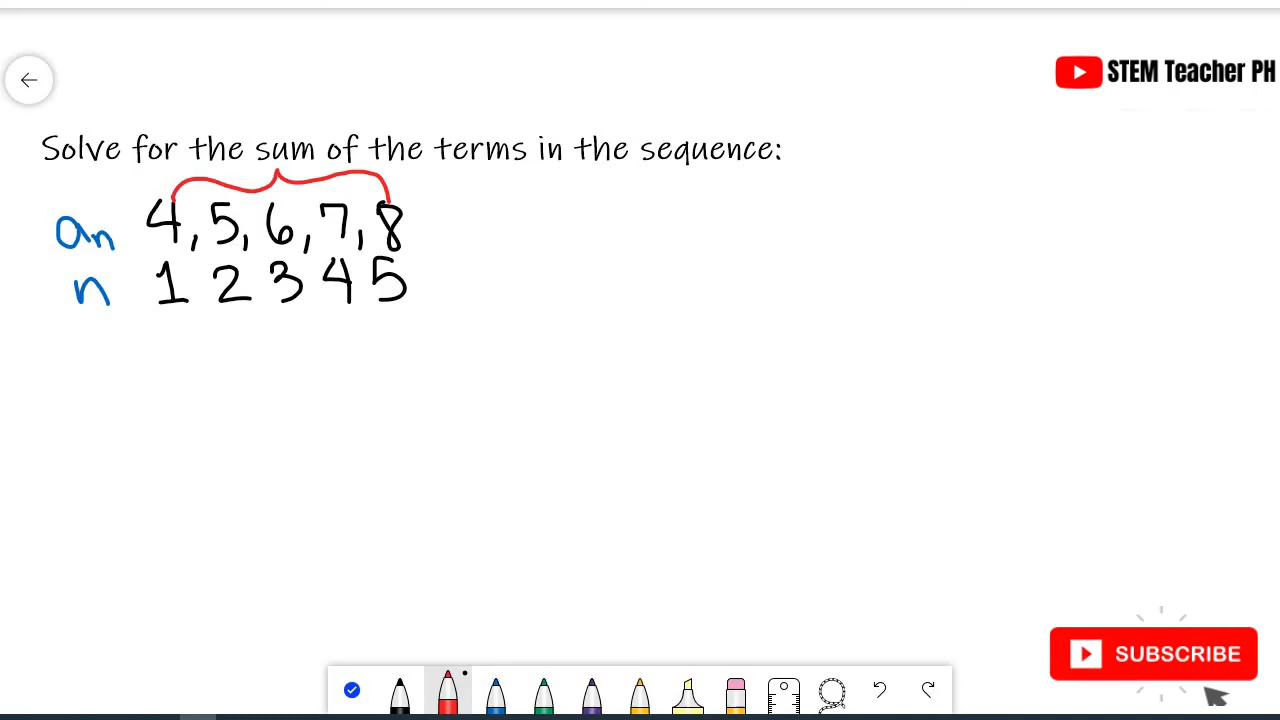 STEM Teacher PH
Solve for the sum of the terms in the sequence:
an 4, 5, 6, 7, 8
n 1 2 3 4 5
SUBSCRIBE